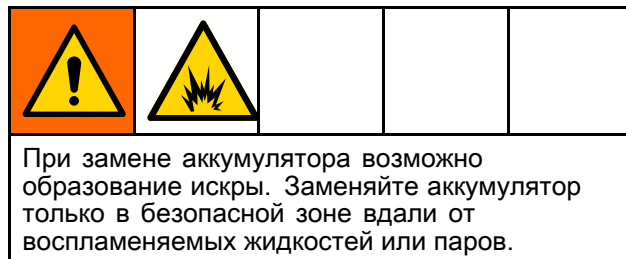 При замене аккумулятора возможно
образование искры. Заменяйте аккумулятор
только в безопасной зоне вдали от
воспламеняемых жидкостей или паров.